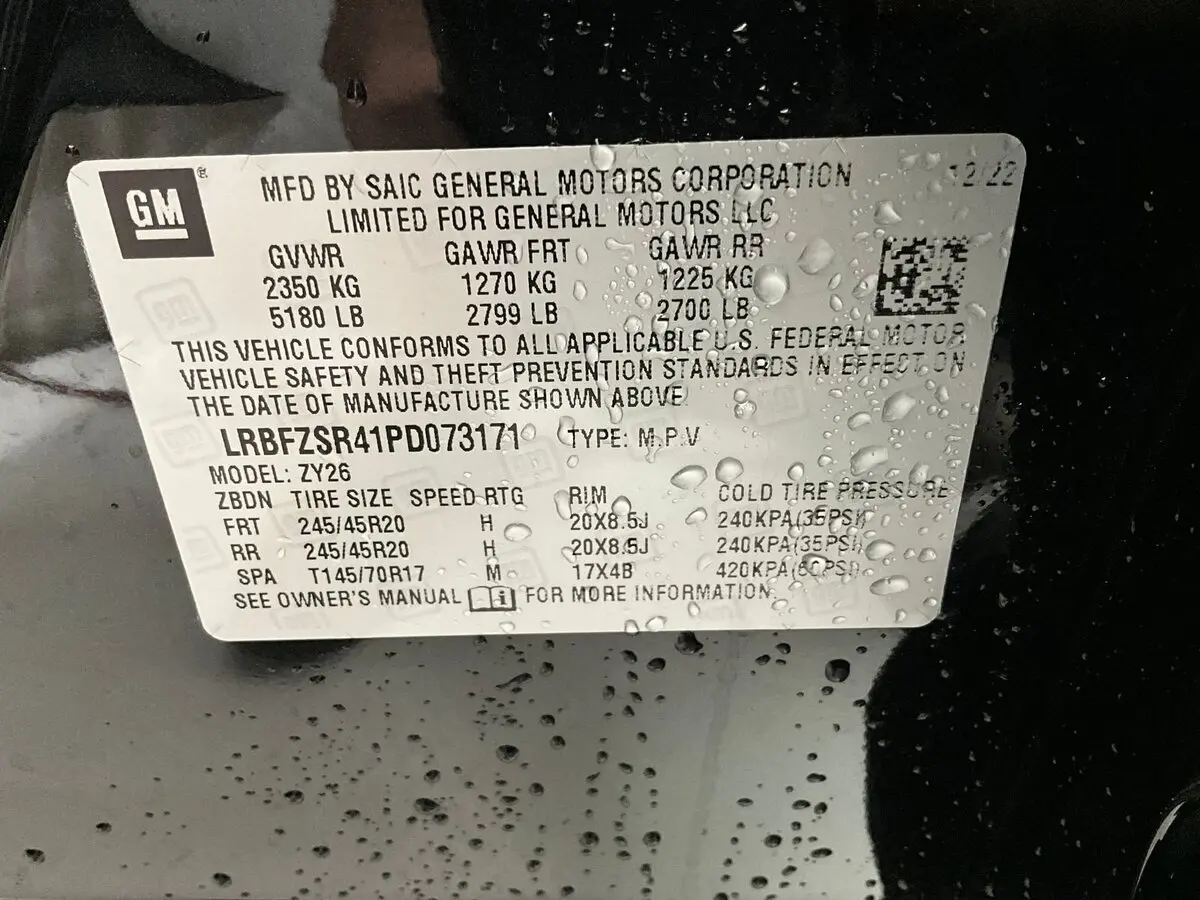 GM
MFD BY SAIC GENERAL MOTORS CORPORATION 12/22
LIMITED FOR GENERAL MOTORS LLC
GVWR GAWR FRT GAWR RR
2350 KG 1270 KG 1225 KG
5180 LB 2799 LB 2700 LB
THIS VEHICLE CONFORMS TO ALL APPLICABLE U.S. FEDERAL MOTOR
VEHICLE SAFETY AND THEFT PREVENTION STANDARDS IN EFFECT ON
THE DATE OF MANUFACTURE SHOWN ABOVE
LRBFZSR41PD073171 TYPE: M.P.V
MODEL: ZY26
ZBDN TIRE SIZE SPEED RTG RIM COLD TIRE PRESSURE
FRT 245/45R20 H 20X8.5J 240KPA(35PSI)
RR 245/45R20 H 20X8.5J 240KPA(35PSI)
SPA T145/70R17 M 17X4B 420KPA(60PSI)
SEE OWNER'S MANUAL FOR MORE INFORMATION.